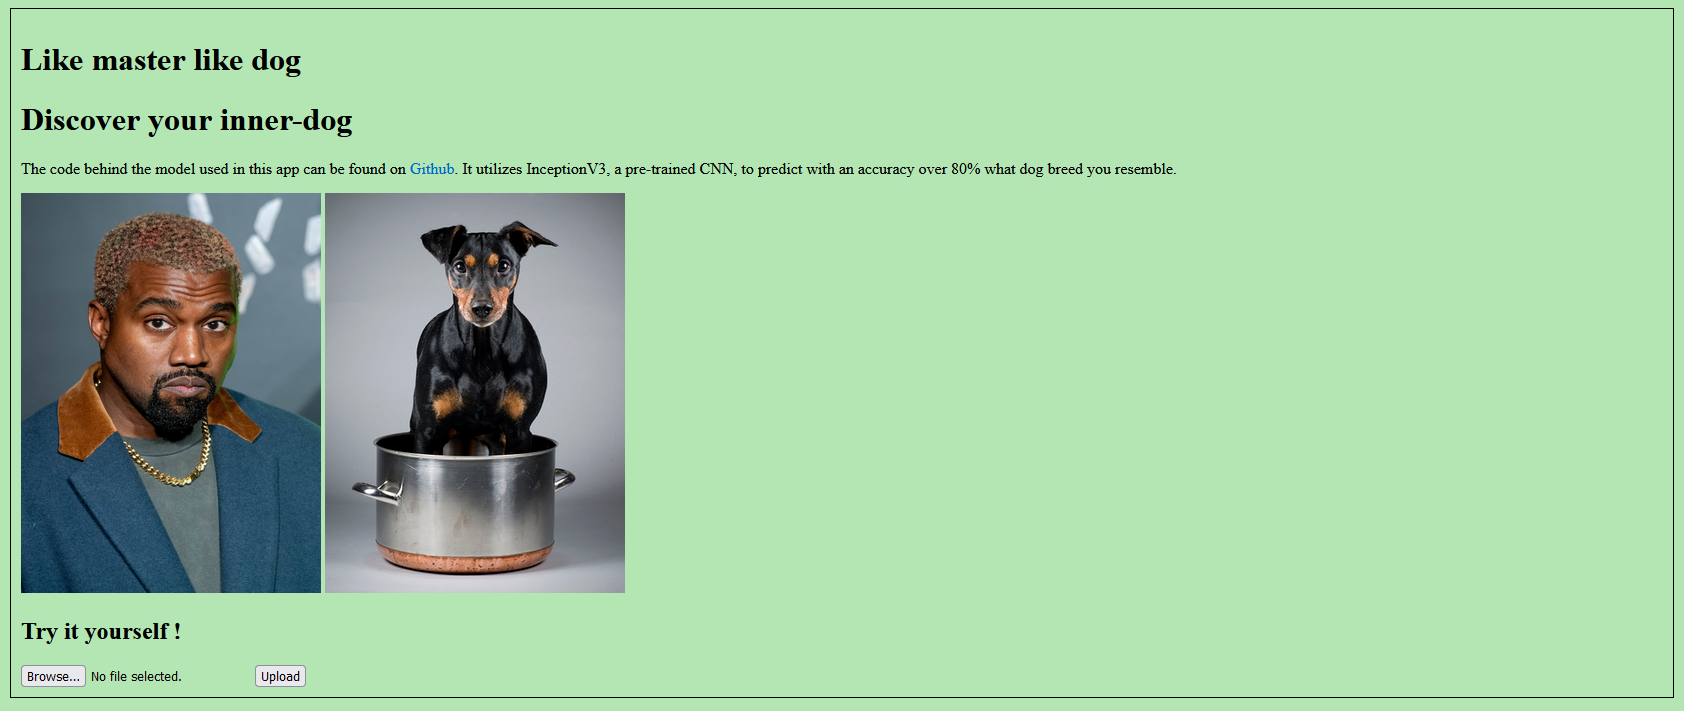 Like master like dog
Discover your inner-dog
The code behind the model used in this app can be found on Github. It utilizes InceptionV3, a pre-trained CNN, to predict with an accuracy over 80% what dog breed you resemble.
Try it yourself !
Browse... No file selected. Upload